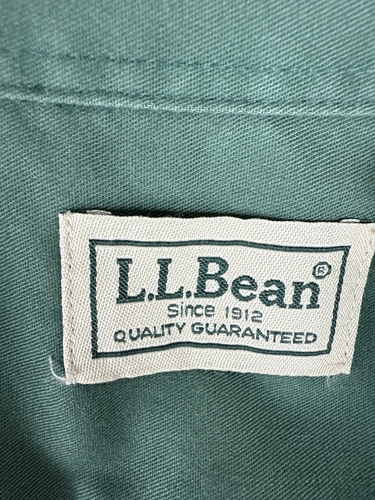 L.L.Bean®
Since 1912
QUALITY GUARANTEED